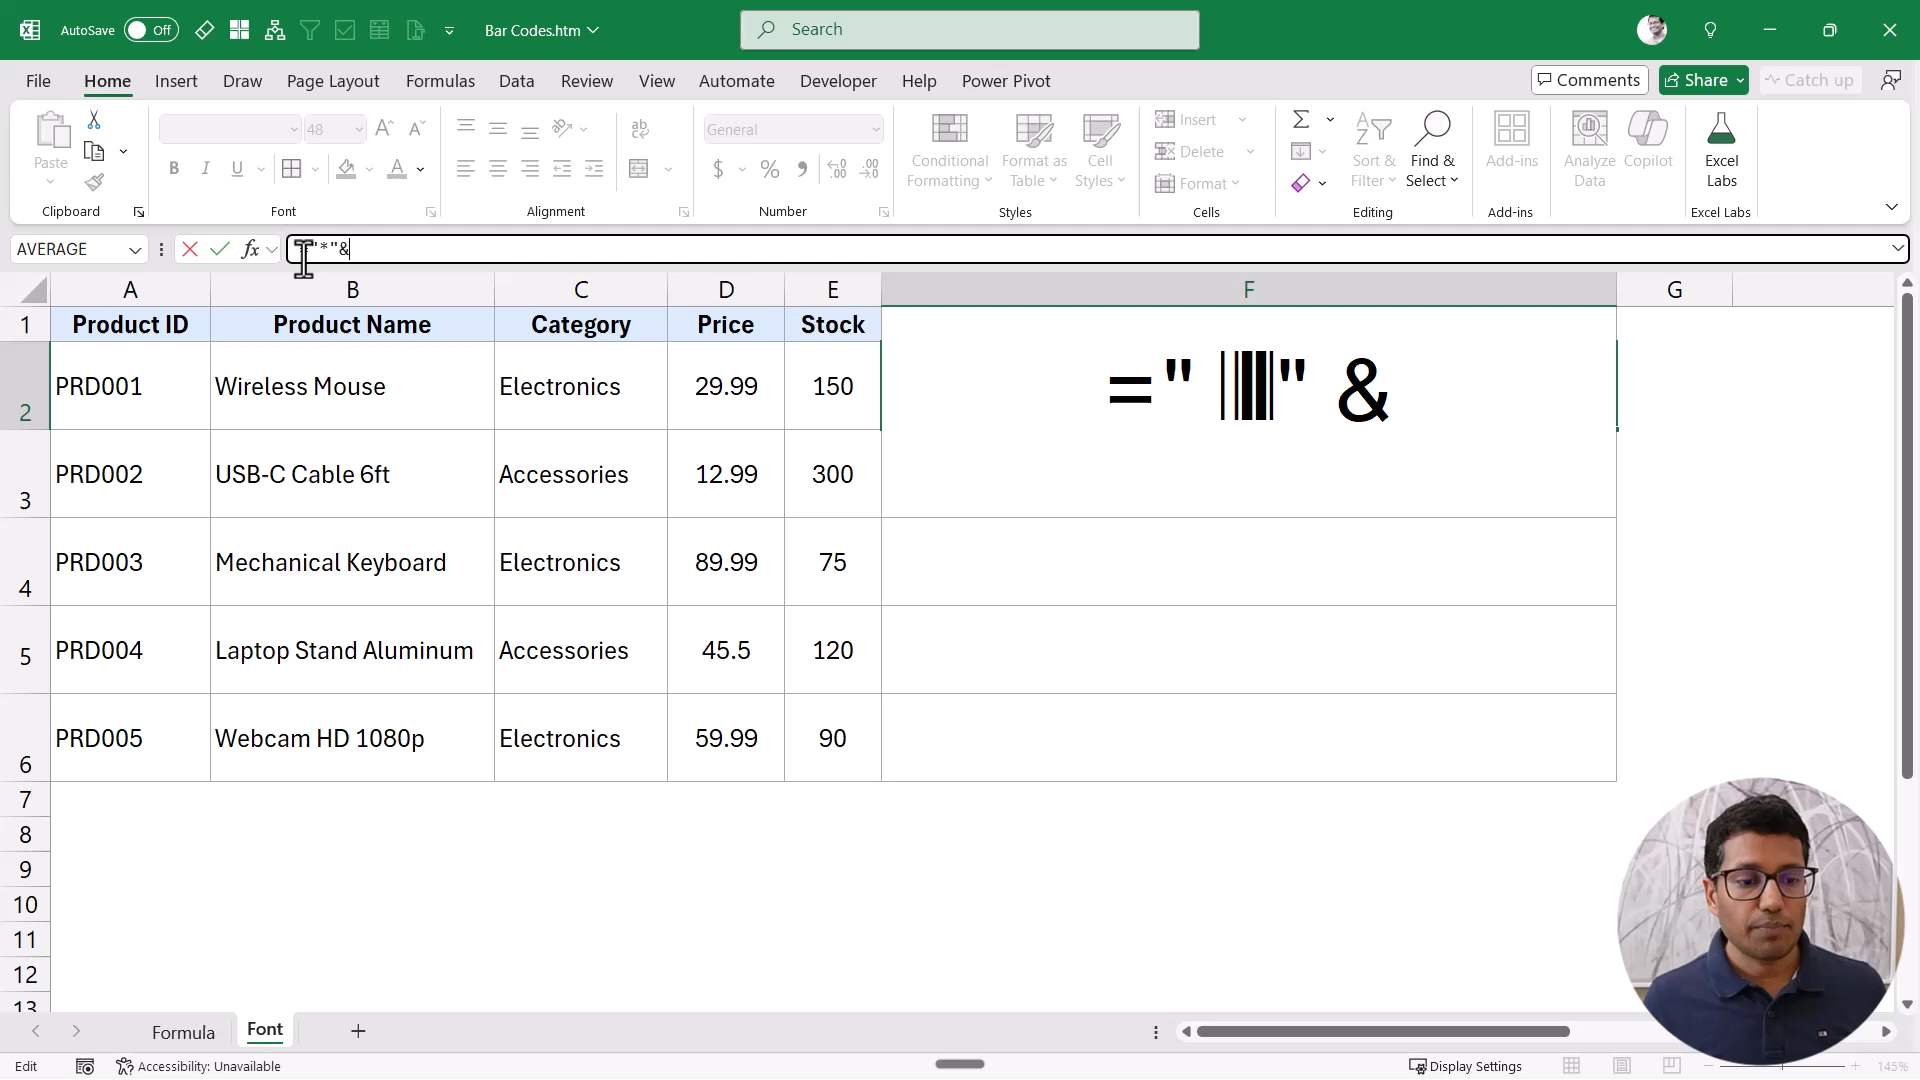 AutoSave Off Bar Codes.htm Search
File Home Insert Draw Page Layout Formulas Data Review View Automate Developer Help Power Pivot Comments Share Catch up
Paste
48
B I U
ab
c
General
$ % ,
Conditional
Formatting
Format as
Table
Cell
Styles
Insert
Delete
Format
Sort &
Filter
Find &
Select
Add-ins
Analyze
Data
Copilot
Excel
Labs
Clipboard Font Alignment Number Styles Cells Editing Add-ins Excel Labs
AVERAGE fx "*"&
A B C D E F G
1 Product ID Product Name Category Price Stock
2 PRD001 Wireless Mouse Electronics 29.99 150 =" " &
3 PRD002 USB-C Cable 6ft Accessories 12.99 300
4 PRD003 Mechanical Keyboard Electronics 89.99 75
5 PRD004 Laptop Stand Aluminum Accessories 45.5 120
6 PRD005 Webcam HD 1080p Electronics 59.99 90
7
8
9
10
11
12
13
Formula Font +
Edit Accessibility: Unavailable Display Settings 145%